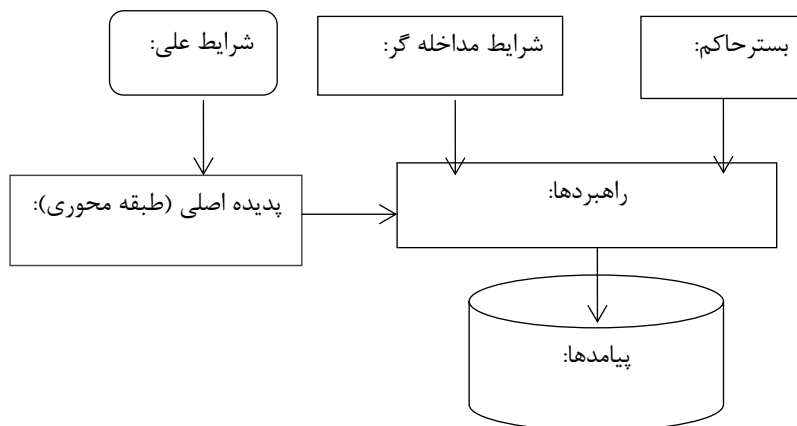 بسترحاکم:
شرایط مداخله گر:
شرایط علی:
راهبردها:
پدیده اصلی (طبقه محوری):
پیامدها: